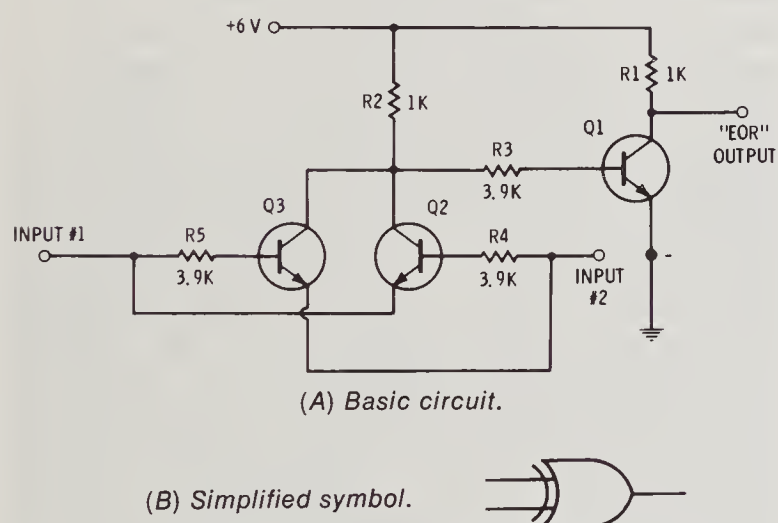 +6 V
R2
1K
R1
1K
Q1
"EOR"
OUTPUT
R3
3.9K
Q3
Q2
INPUT #1
R5
3.9K
R4
3.9K
INPUT
#2
-
(A) Basic circuit.
(B) Simplified symbol.